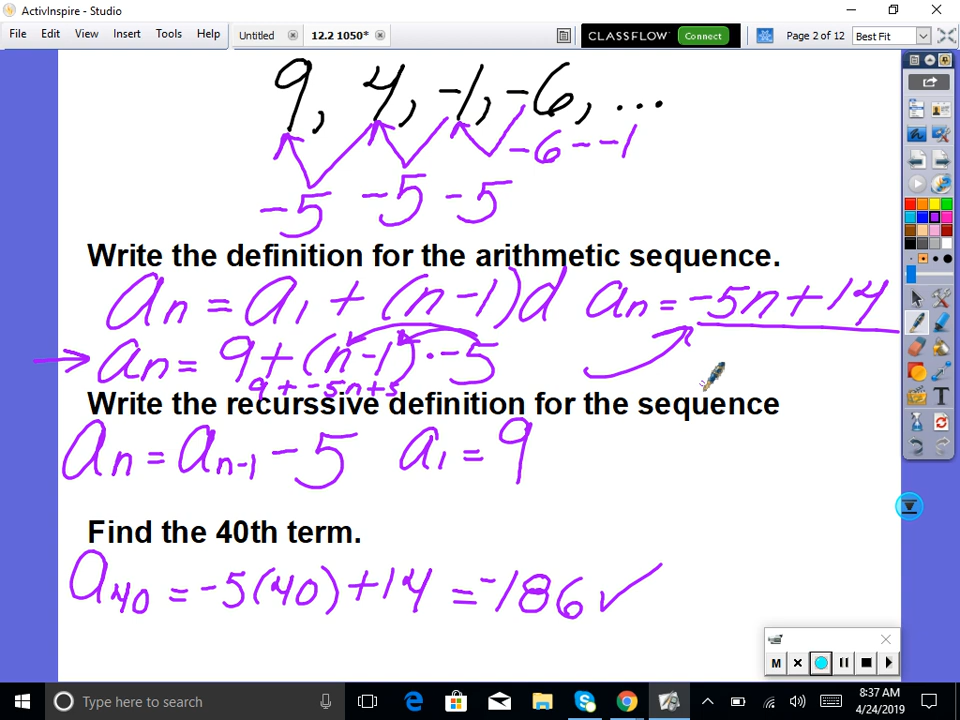 ActivInspire - Studio
File Edit View Insert Tools Help Untitled 12.2 1050* CLASSFLOW Connect Page 2 of 12 Best Fit
9, 4, -1, -6, ...
-6 - -1
-5 -5 -5
Write the definition for the arithmetic sequence.
an = a1 + (n-1)d an = -5n+14
→ an = 9+(n-1)·-5
9+-5n+5
Write the recurssive definition for the sequence
an = an-1 -5 a1 = 9
Find the 40th term.
a40 = -5(40)+14 = -186 ✓
M
T
Type here to search
8:37 AM
4/24/2019